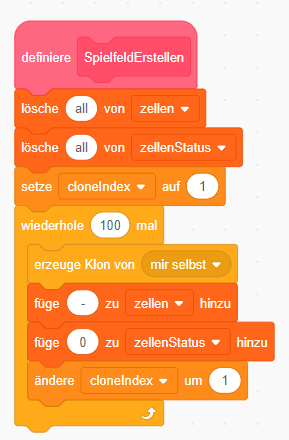 definiere SpielfeldErstellen
lösche all von zellen
lösche all von zellenStatus
setze cloneIndex auf 1
wiederhole 100 mal
erzeuge Klon von mir selbst
füge - zu zellen hinzu
füge 0 zu zellenStatus hinzu
ändere cloneIndex um 1